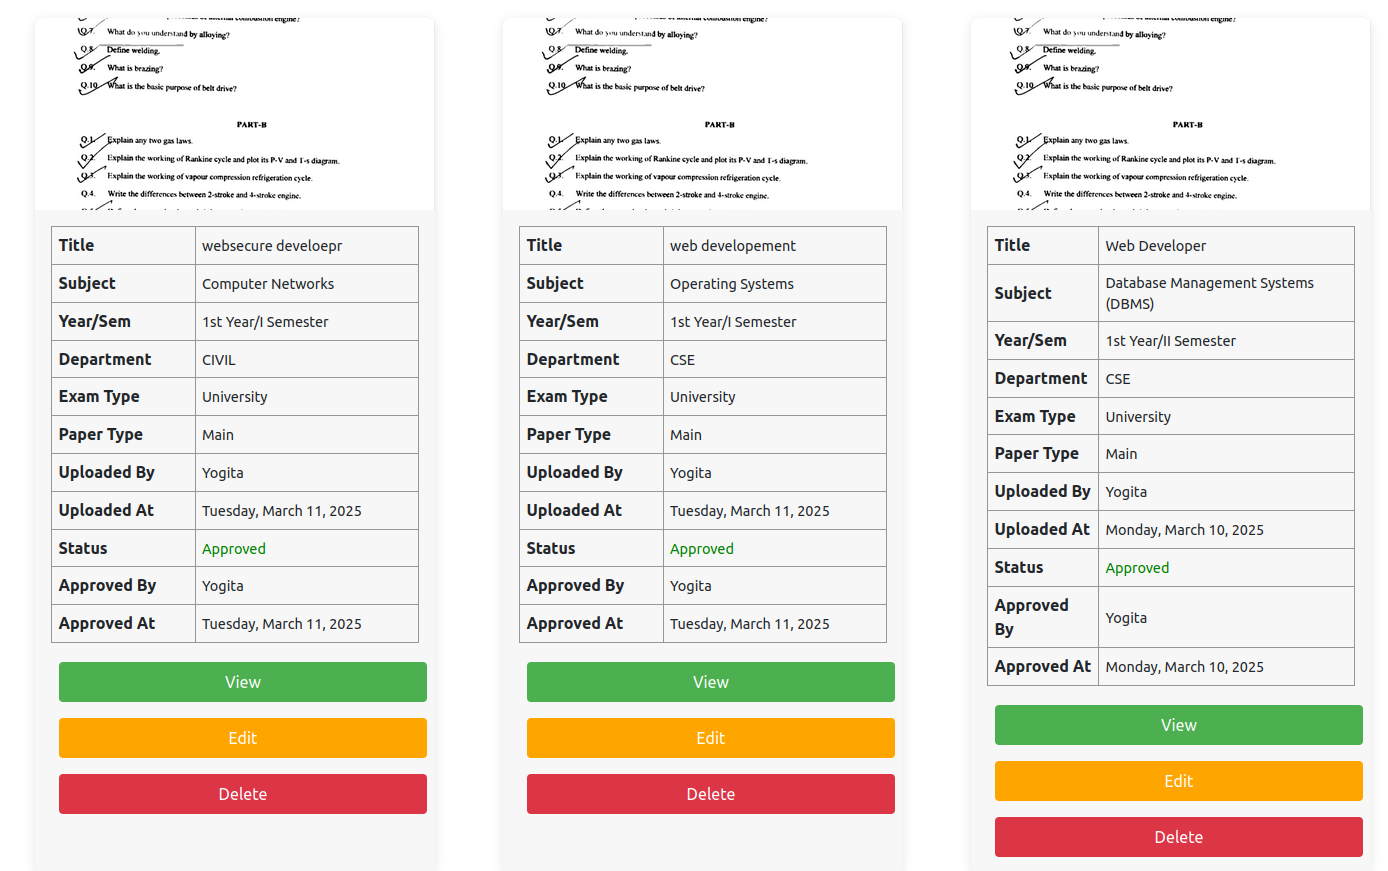 Q.7. What do you understand by alloying?
Q.8 Define welding.
Q.9. What is brazing?
Q.10 What is the basic purpose of belt drive?
PART-B
Q.1. Explain any two gas laws.
Q.2. Explain the working of Rankine cycle and plot its P-V and T-s diagram.
Q.3. Explain the working of vapour compression refrigeration cycle.
Q.4. Write the differences between 2-stroke and 4-stroke engine.
Title websecure develoepr
Subject Computer Networks
Year/Sem 1st Year/I Semester
Department CIVIL
Exam Type University
Paper Type Main
Uploaded By Yogita
Uploaded At Tuesday, March 11, 2025
Status Approved
Approved By Yogita
Approved At Tuesday, March 11, 2025
View
Edit
Delete
Q.7. What do you understand by alloying?
Q.8 Define welding.
Q.9. What is brazing?
Q.10 What is the basic purpose of belt drive?
PART-B
Q.1. Explain any two gas laws.
Q.2. Explain the working of Rankine cycle and plot its P-V and T-s diagram.
Q.3. Explain the working of vapour compression refrigeration cycle.
Q.4. Write the differences between 2-stroke and 4-stroke engine.
Title web developement
Subject Operating Systems
Year/Sem 1st Year/I Semester
Department CSE
Exam Type University
Paper Type Main
Uploaded By Yogita
Uploaded At Tuesday, March 11, 2025
Status Approved
Approved By Yogita
Approved At Tuesday, March 11, 2025
View
Edit
Delete
Q.7. What do you understand by alloying?
Q.8 Define welding.
Q.9. What is brazing?
Q.10 What is the basic purpose of belt drive?
PART-B
Q.1. Explain any two gas laws.
Q.2. Explain the working of Rankine cycle and plot its P-V and T-s diagram.
Q.3. Explain the working of vapour compression refrigeration cycle.
Q.4. Write the differences between 2-stroke and 4-stroke engine.
Title Web Developer
Subject Database Management Systems
(DBMS)
Year/Sem 1st Year/II Semester
Department CSE
Exam Type University
Paper Type Main
Uploaded By Yogita
Uploaded At Monday, March 10, 2025
Status Approved
Approved
By Yogita
Approved At Monday, March 10, 2025
View
Edit
Delete